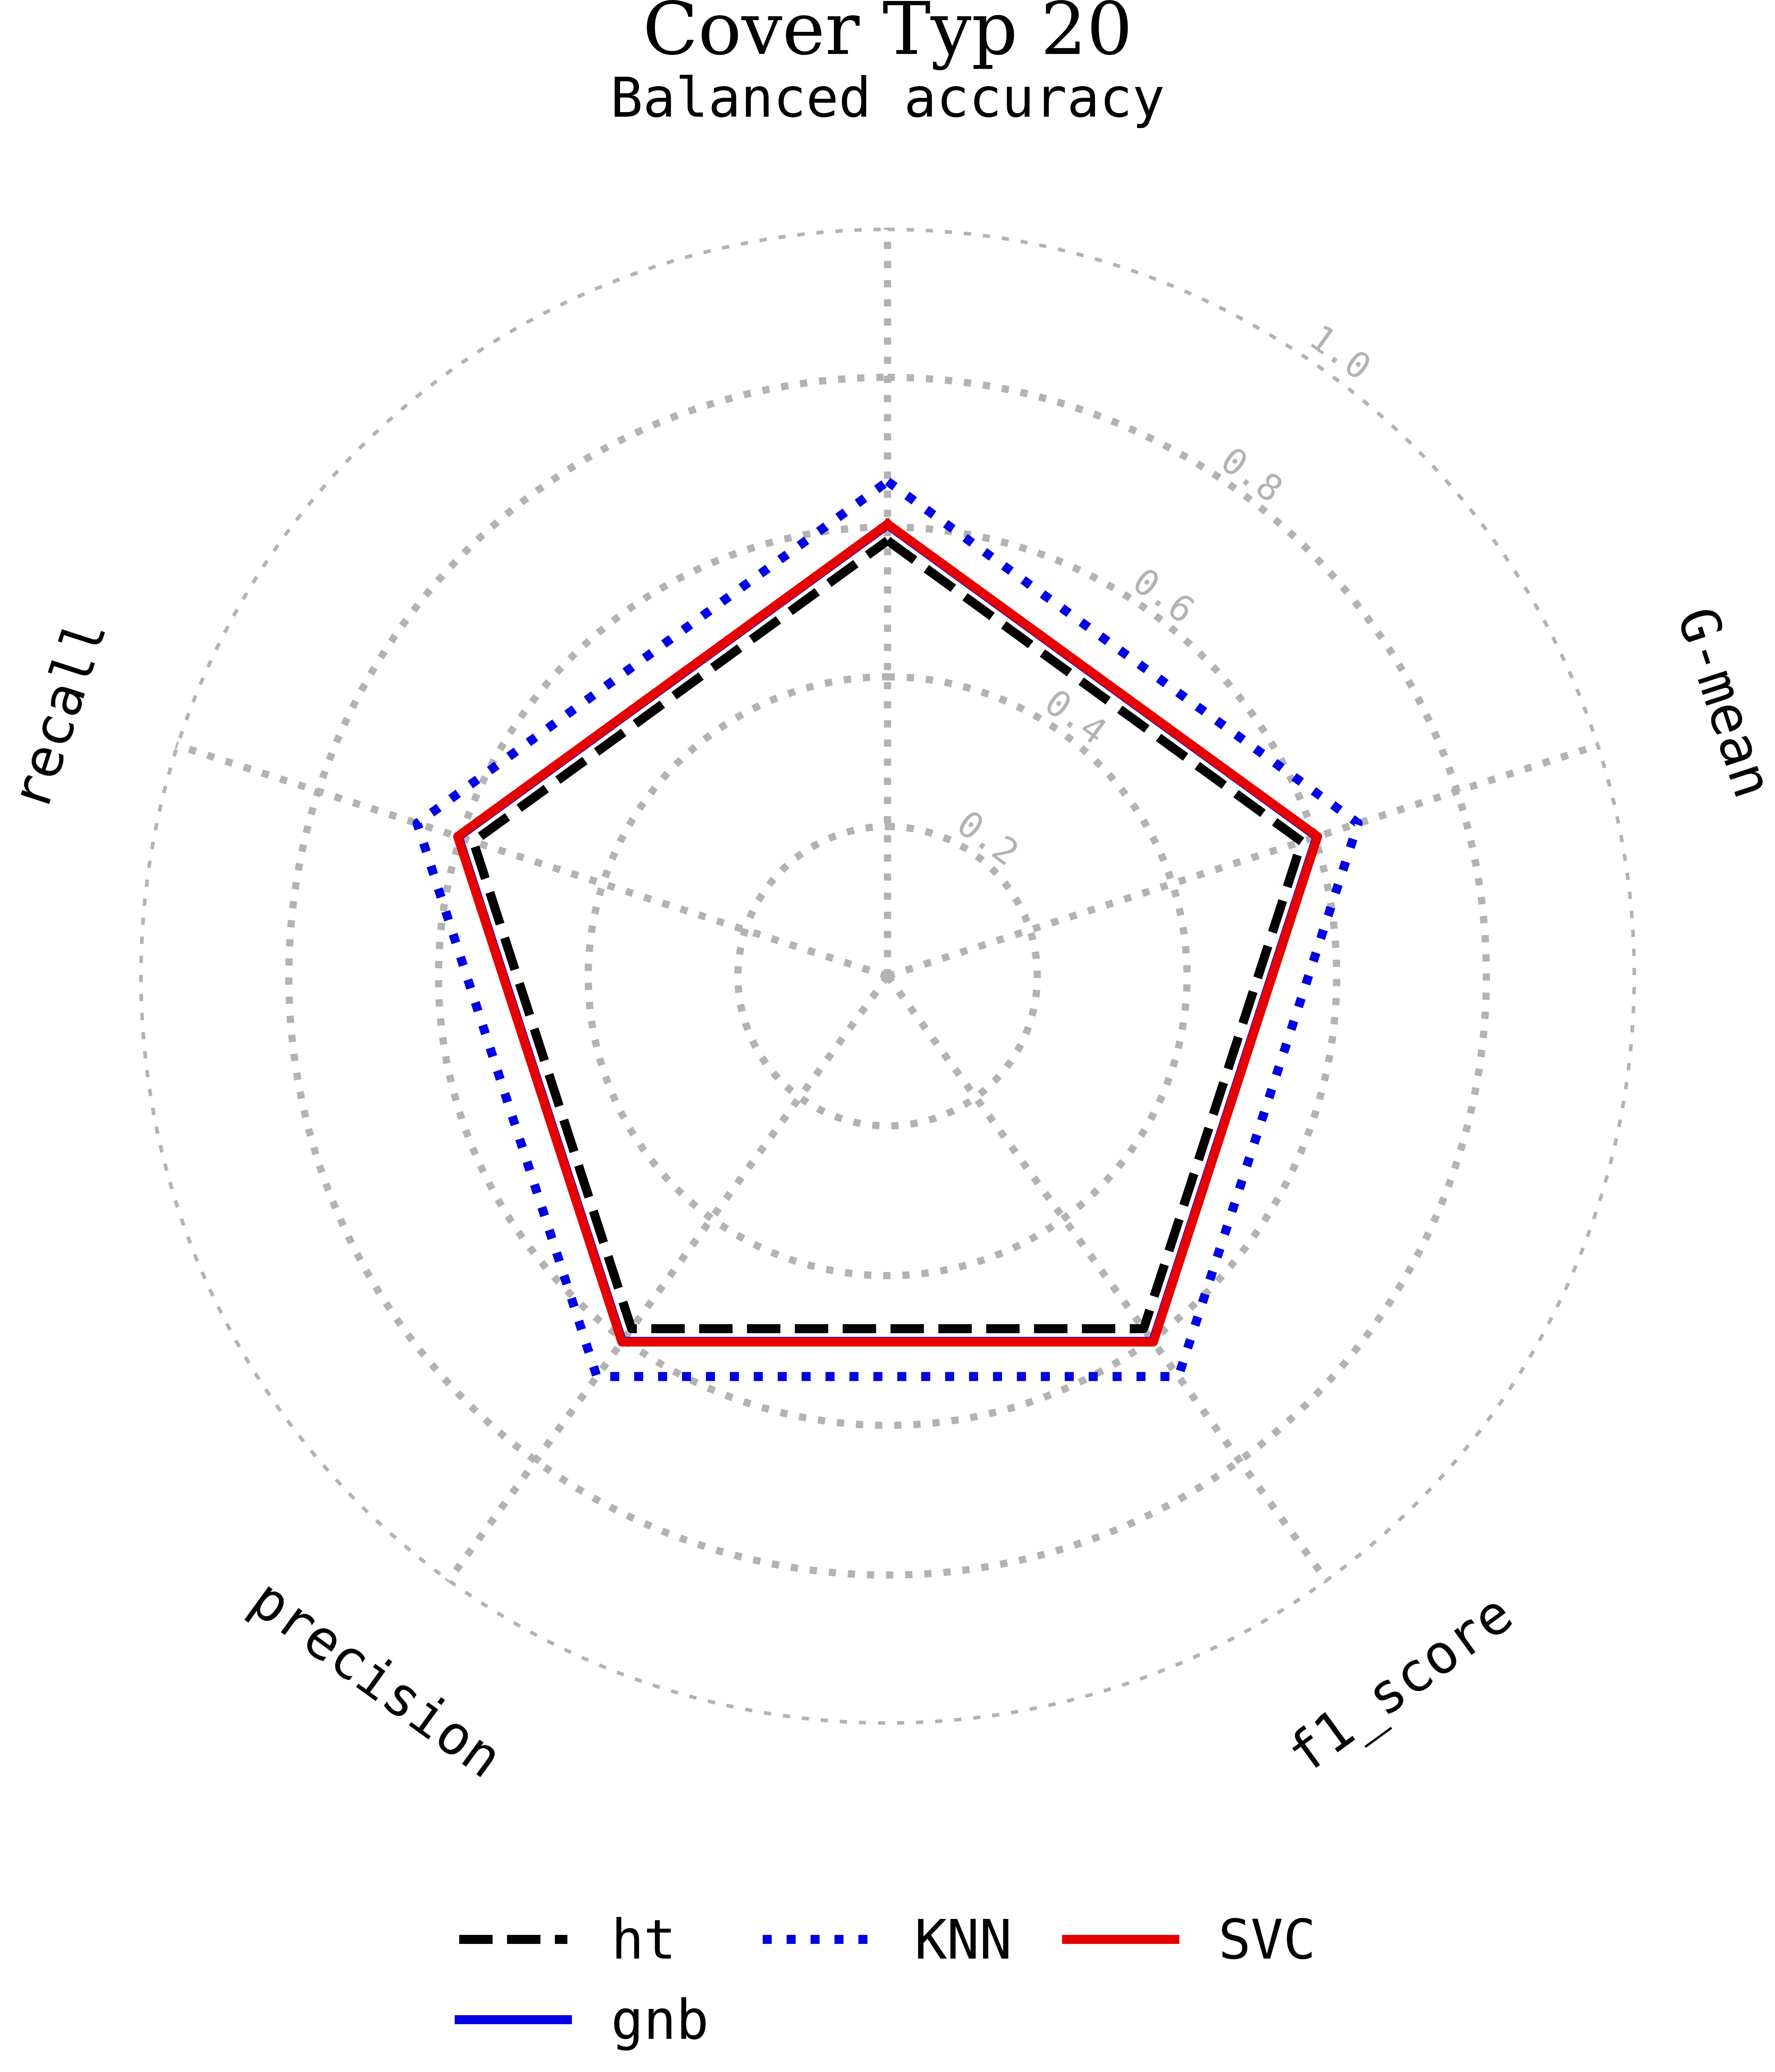 Cover Typ 20
Balanced accuracy
1.0
0.8
G-mean
recall
0.6
0.4
0.2
precision
f1_score
ht
KNN
SVC
gnb